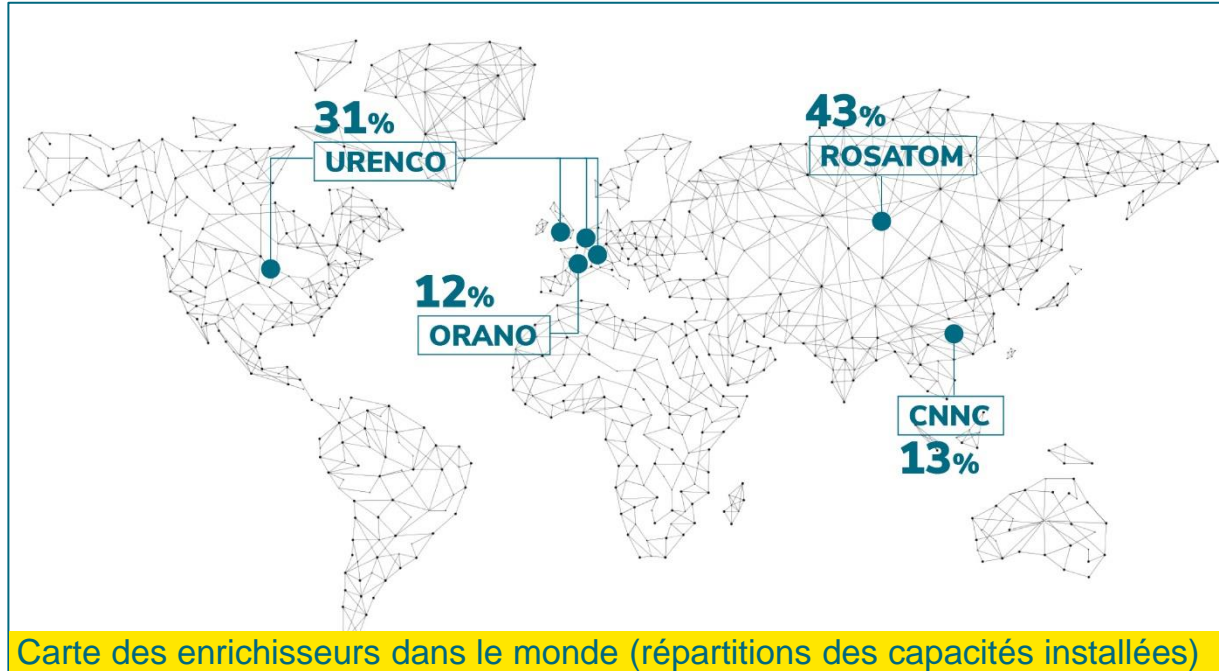 31%
URENCO
43%
ROSATOM
12%
ORANO
CNNC
13%
Carte des enrichisseurs dans le monde (répartitions des capacités installées)